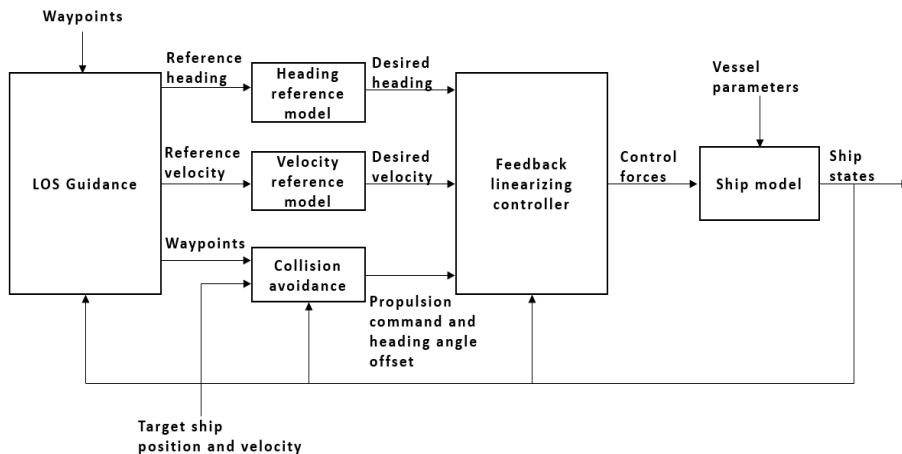 Waypoints
Reference
heading
Heading
reference
model
Desired
heading
Vessel
parameters
LOS Guidance
Reference
velocity
Velocity
reference
model
Desired
velocity
Feedback
linearizing
controller
Control
forces
Ship model
Ship
states
Waypoints
Collision
avoidance
Propulsion
command and
heading angle
offset
Target ship
position and velocity